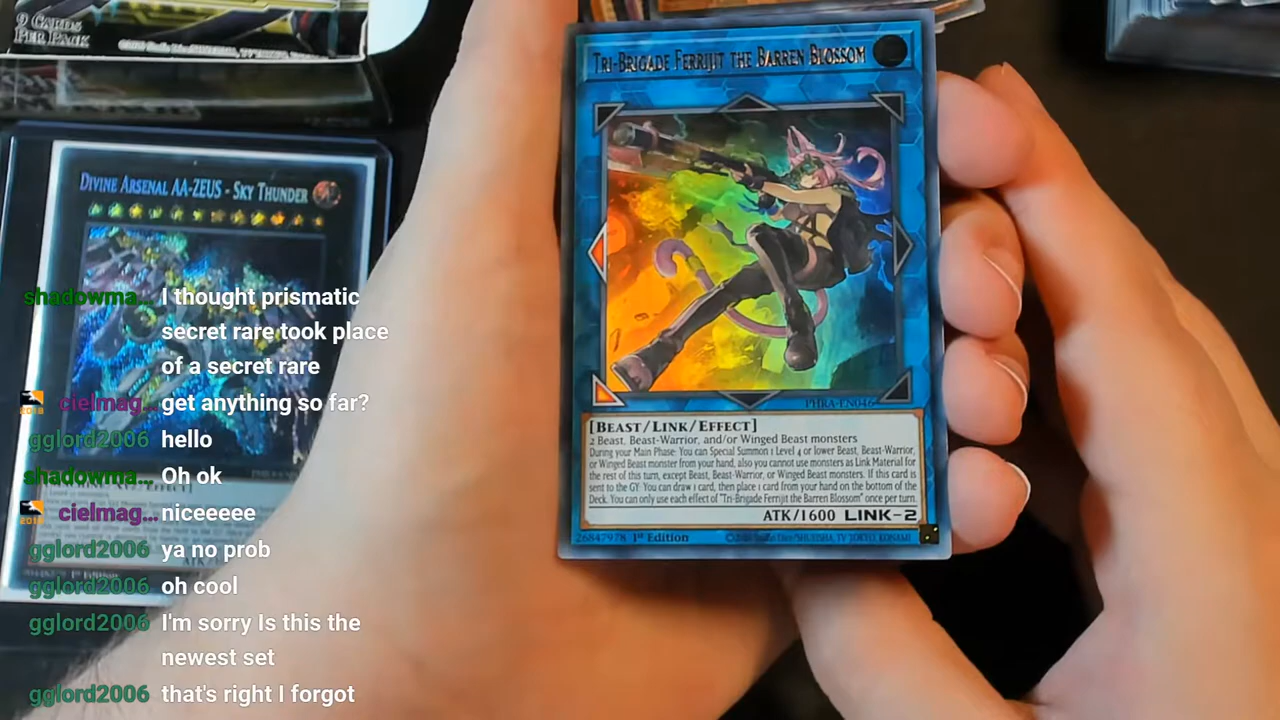 9 Cards
Per Pack
Divine Arsenal AA-ZEUS - Sky Thunder
Tri-Brigade Ferrijit the Barren Blossom
PHRA-EN046
[Beast/Link/Effect]
2 Beast, Beast-Warrior, and/or Winged Beast monsters
During your Main Phase: You can Special Summon 1 Level 4 or lower Beast, Beast-Warrior,
or Winged Beast monster from your hand, also you cannot use monsters as Link Material for
the rest of this turn, except Beast, Beast-Warrior, or Winged Beast monsters. If this card is
sent to the GY: You can draw 1 card, then place 1 card from your hand on the bottom of the
Deck. You can only use each effect of "Tri-Brigade Ferrijit the Barren Blossom" once per turn.
ATK/1600 LINK-2
26847978 1st Edition
shadowma... I thought prismatic
secret rare took place
of a secret rare
2018 cielmag... get anything so far?
gglord2006 hello
shadowma... Oh ok
2018 cielmag... niceeeee
gglord2006 ya no prob
gglord2006 oh cool
gglord2006 I'm sorry Is this the
newest set
gglord2006 that's right I forgot